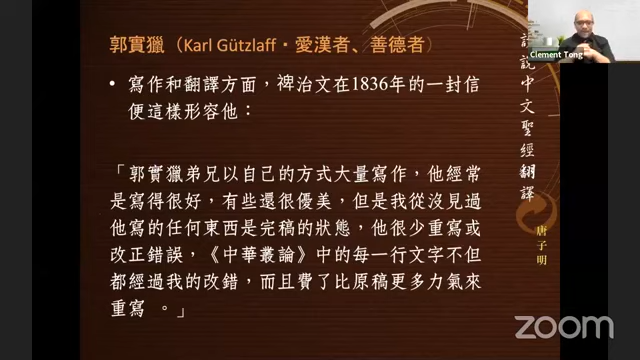 郭實獵（Karl Gützlaff・愛漢者、善德者）
• 寫作和翻譯方面，裨治文在1836年的一封信
便這樣形容他：
「郭實獵弟兄以自己的方式大量寫作，他經常
是寫得很好，有些還很優美，但是我從沒見過
他寫的任何東西是完稿的狀態，他很少重寫或
改正錯誤，《中華叢論》中的每一行文字不但
都經過我的改錯，而且費了比原稿更多力氣來
重寫 。」
說中文聖經翻譯
唐子明
Clement Tong
zoom